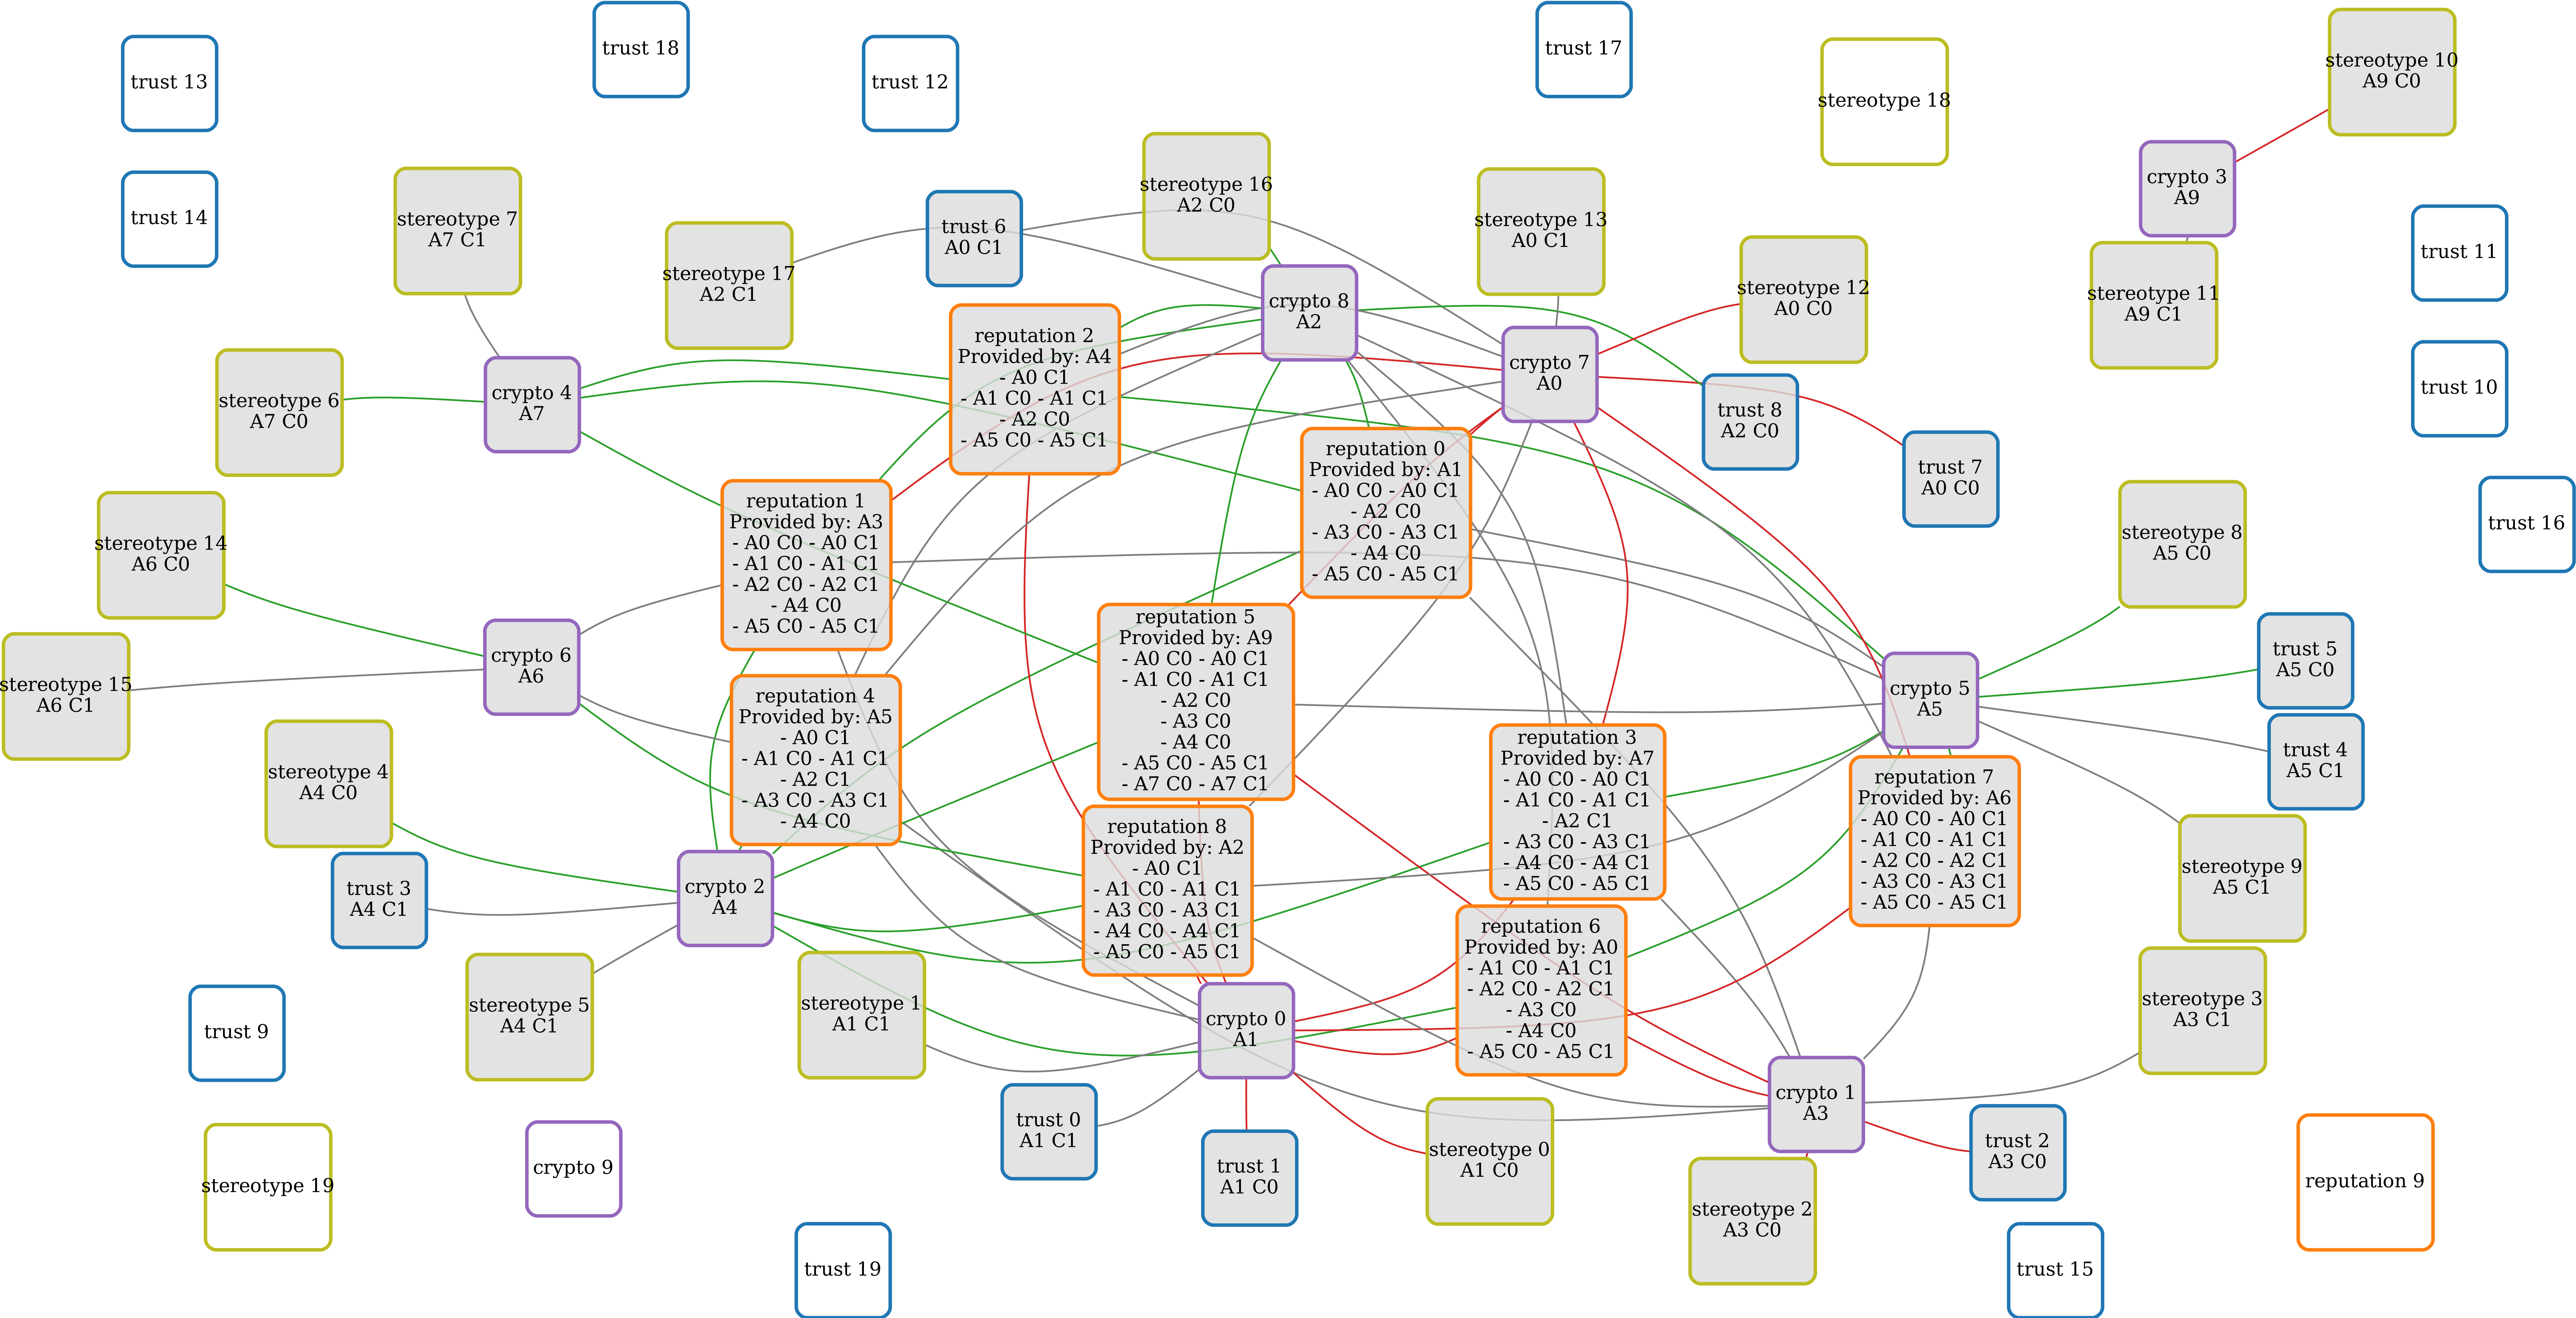 trust 13
trust 18
trust 12
trust 17
stereotype 18
stereotype 10
A9 C0
trust 14
stereotype 7
A7 C1
stereotype 17
A2 C1
trust 6
A0 C1
stereotype 16
A2 C0
stereotype 13
A0 C1
stereotype 12
A0 C0
crypto 3
A9
stereotype 11
A9 C1
trust 11
trust 10
trust 16
crypto 8
A2
crypto 7
A0
reputation 2
Provided by: A4
- A0 C1
- A1 C0 - A1 C1
- A2 C0
- A5 C0 - A5 C1
crypto 4
A7
stereotype 6
A7 C0
trust 8
A2 C0
trust 7
A0 C0
reputation 0
Provided by: A1
- A0 C0 - A0 C1
- A2 C0
- A3 C0 - A3 C1
- A4 C0
- A5 C0 - A5 C1
reputation 1
Provided by: A3
- A0 C0 - A0 C1
- A1 C0 - A1 C1
- A2 C0 - A2 C1
- A4 C0
- A5 C0 - A5 C1
stereotype 14
A6 C0
stereotype 8
A5 C0
crypto 6
A6
stereotype 15
A6 C1
reputation 5
Provided by: A9
- A0 C0 - A0 C1
- A1 C0 - A1 C1
- A2 C0
- A3 C0
- A4 C0
- A5 C0 - A5 C1
- A7 C0 - A7 C1
reputation 4
Provided by: A5
- A0 C1
- A1 C0 - A1 C1
- A2 C1
- A3 C0 - A3 C1
- A4 C0
crypto 5
A5
trust 5
A5 C0
trust 4
A5 C1
stereotype 4
A4 C0
reputation 3
Provided by: A7
- A0 C0 - A0 C1
- A1 C0 - A1 C1
- A2 C1
- A3 C0 - A3 C1
- A4 C0 - A4 C1
- A5 C0 - A5 C1
reputation 7
Provided by: A6
- A0 C0 - A0 C1
- A1 C0 - A1 C1
- A2 C0 - A2 C1
- A3 C0 - A3 C1
- A5 C0 - A5 C1
reputation 8
Provided by: A2
- A0 C1
- A1 C0 - A1 C1
- A3 C0 - A3 C1
- A4 C0 - A4 C1
- A5 C0 - A5 C1
trust 3
A4 C1
crypto 2
A4
stereotype 9
A5 C1
reputation 6
Provided by: A0
- A1 C0 - A1 C1
- A2 C0 - A2 C1
- A3 C0
- A4 C0
- A5 C0 - A5 C1
trust 9
stereotype 5
A4 C1
stereotype 1
A1 C1
crypto 0
A1
stereotype 3
A3 C1
crypto 1
A3
trust 0
A1 C1
trust 1
A1 C0
stereotype 0
A1 C0
trust 2
A3 C0
stereotype 2
A3 C0
stereotype 19
crypto 9
reputation 9
trust 19
trust 15